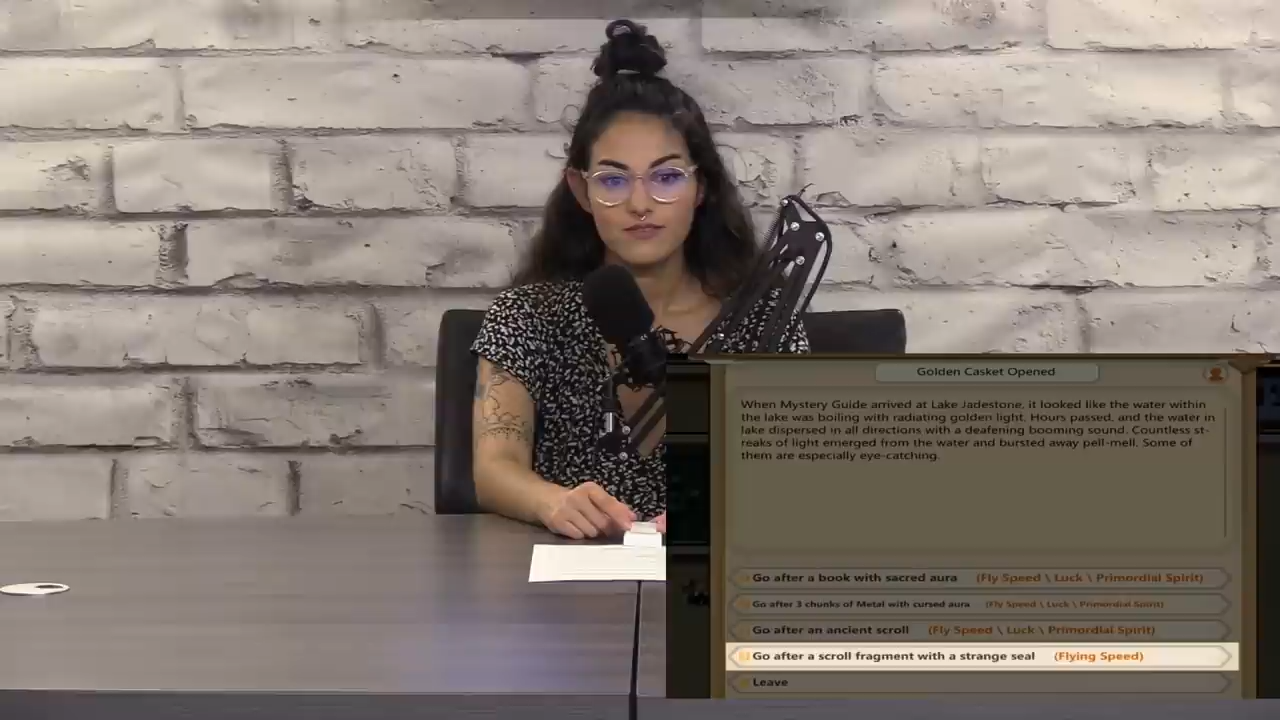 Golden Casket Opened
When Mystery Guide arrived at Lake Jadestone, it looked like the water within
the lake was boiling with radiating golden light. Hours passed, and the water in
lake dispersed in all directions with a deafening booming sound. Countless st-
reaks of light emerged from the water and bursted away pell-mell. Some of
them are especially eye-catching.
Go after a book with sacred aura (Fly Speed \ Luck \ Primordial Spirit)
Go after 3 chunks of Metal with cursed aura (Fly Speed \ Luck \ Primordial Spirit)
Go after an ancient scroll (Fly Speed \ Luck \ Primordial Spirit)
Go after a scroll fragment with a strange seal (Flying Speed)
Leave